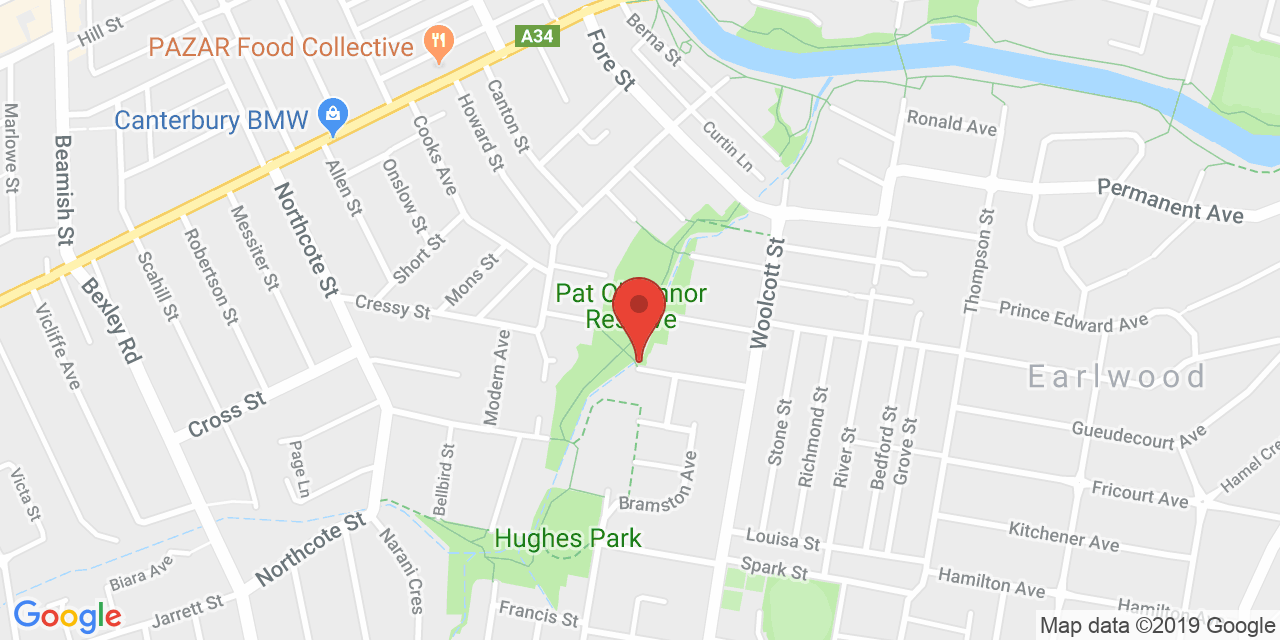 Hill St
PAZAR Food Collective
A34
Fore St
Berna St
Canterbury BMW
Marlowe St
Beamish St
Howard St
Canton St
Cooks Ave
Curtin Ln
Ronald Ave
Allen St
Onslow St
Permanent Ave
Northcote St
Messiter St
Robertson St
Scahill St
Short St
Mons St
Thompson St
Woolcott St
Bexley Rd
Vicliffe Ave
Cressy St
Pat O'
nnor
Res
ve
Prince Edward Ave
Modern Ave
Earlwood
Cross St
Stone St
Richmond St
River St
Bedford St
Grove St
Gueudecourt Ave
Hamel Cre
Page Ln
Bellbird St
Victa St
Bramston Ave
Fricourt Ave
Northcote St
Narani Cres
Hughes Park
Louisa St
Kitchener Ave
Biara Ave
Spark St
Hamilton Ave
Hamilton A
Jarrett St
Francis St
Google
Map data ©2019 Google